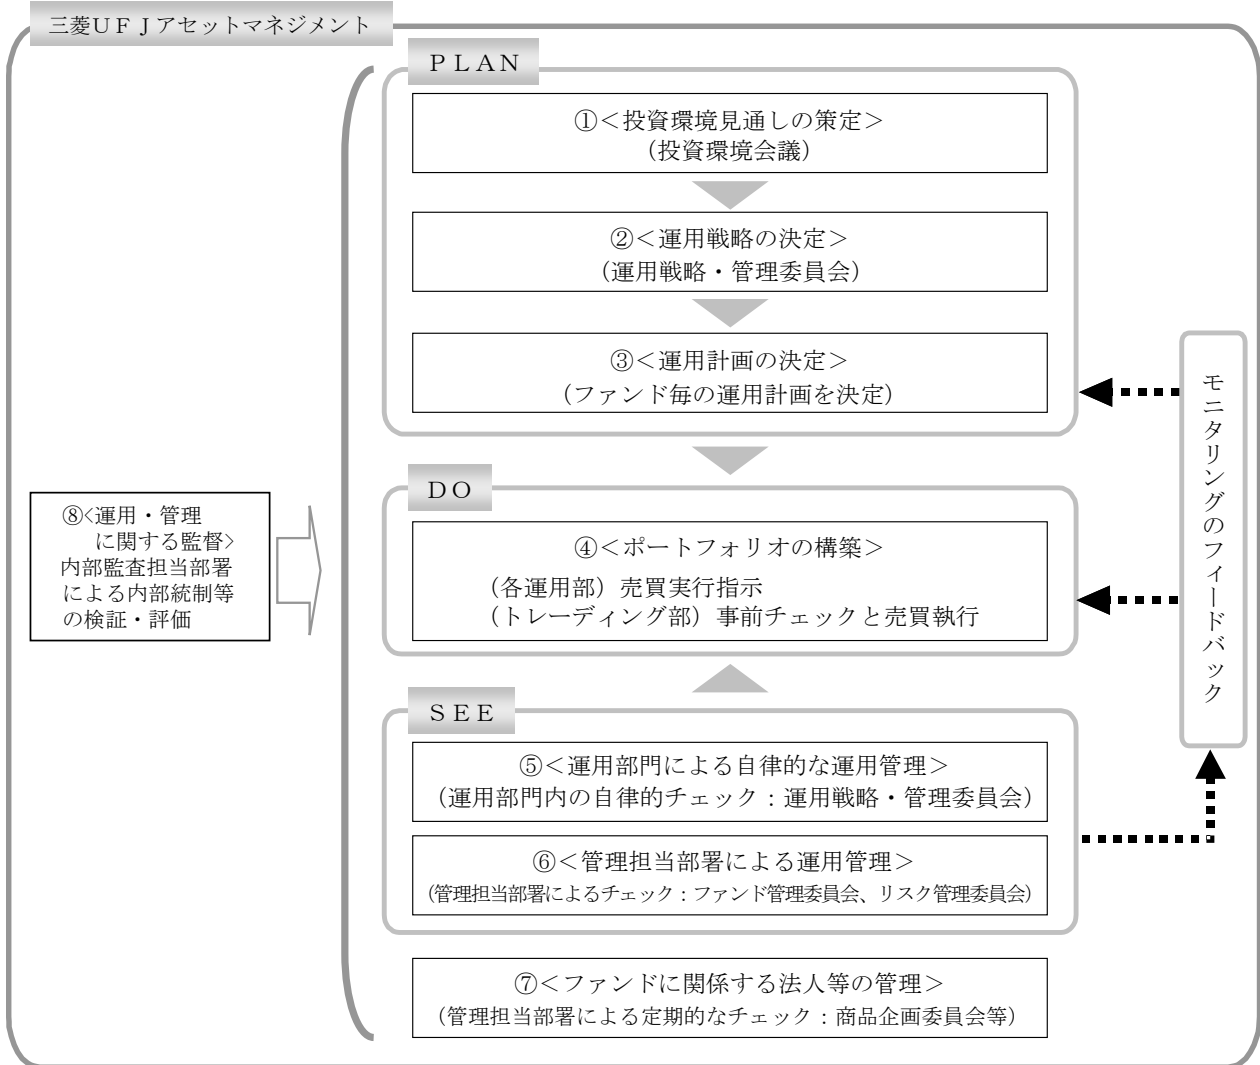 三菱ＵＦＪアセットマネジメント
ＰＬＡＮ
①＜投資環境見通しの策定＞
（投資環境会議）
②＜運用戦略の決定＞
（運用戦略・管理委員会）
③＜運用計画の決定＞
（ファンド毎の運用計画を決定）
ＤＯ
④＜ポートフォリオの構築＞
（各運用部）売買実行指示
（トレーディング部）事前チェックと売買執行
ＳＥＥ
⑤＜運用部門による自律的な運用管理＞
（運用部門内の自律的チェック：運用戦略・管理委員会）
⑥＜管理担当部署による運用管理＞
（管理担当部署によるチェック：ファンド管理委員会、リスク管理委員会）
⑦＜ファンドに関係する法人等の管理＞
（管理担当部署による定期的なチェック：商品企画委員会等）
⑧<運用・管理
に関する監督>
内部監査担当部署
による内部統制等
の検証・評価
モニタリングのフィードバック